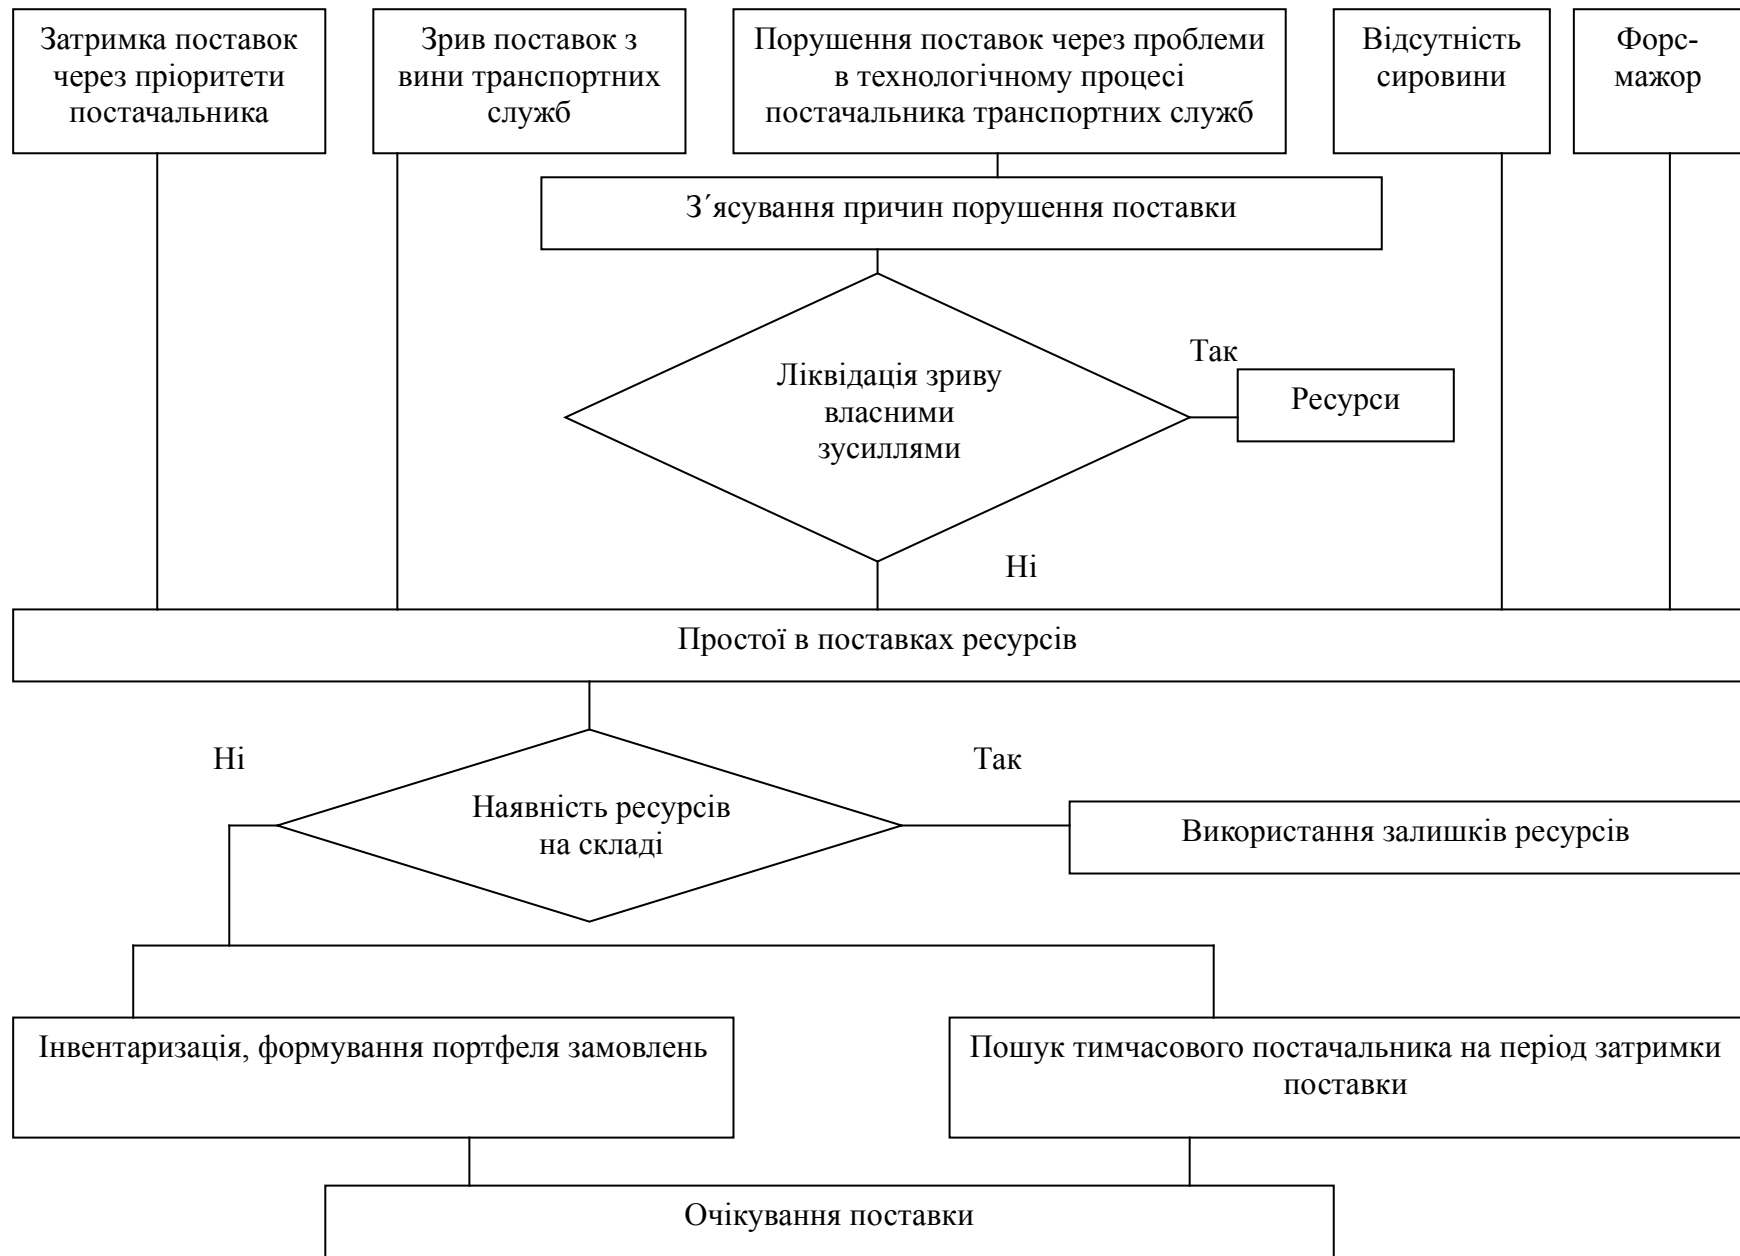 Затримка поставок
через пріоритети
постачальника
Зрив поставок з
вини транспортних
служб
Порушення поставок через проблеми
в технологічному процесі
постачальника транспортних служб
Відсутність
сировини
Форс-
мажор
З´ясування причин порушення поставки
Ліквідація зриву
власними
зусиллями
Так
Ресурси
Ні
Простої в поставках ресурсів
Ні
Так
Наявність ресурсів
на складі
Використання залишків ресурсів
Інвентаризація, формування портфеля замовлень
Пошук тимчасового постачальника на період затримки
поставки
Очікування поставки